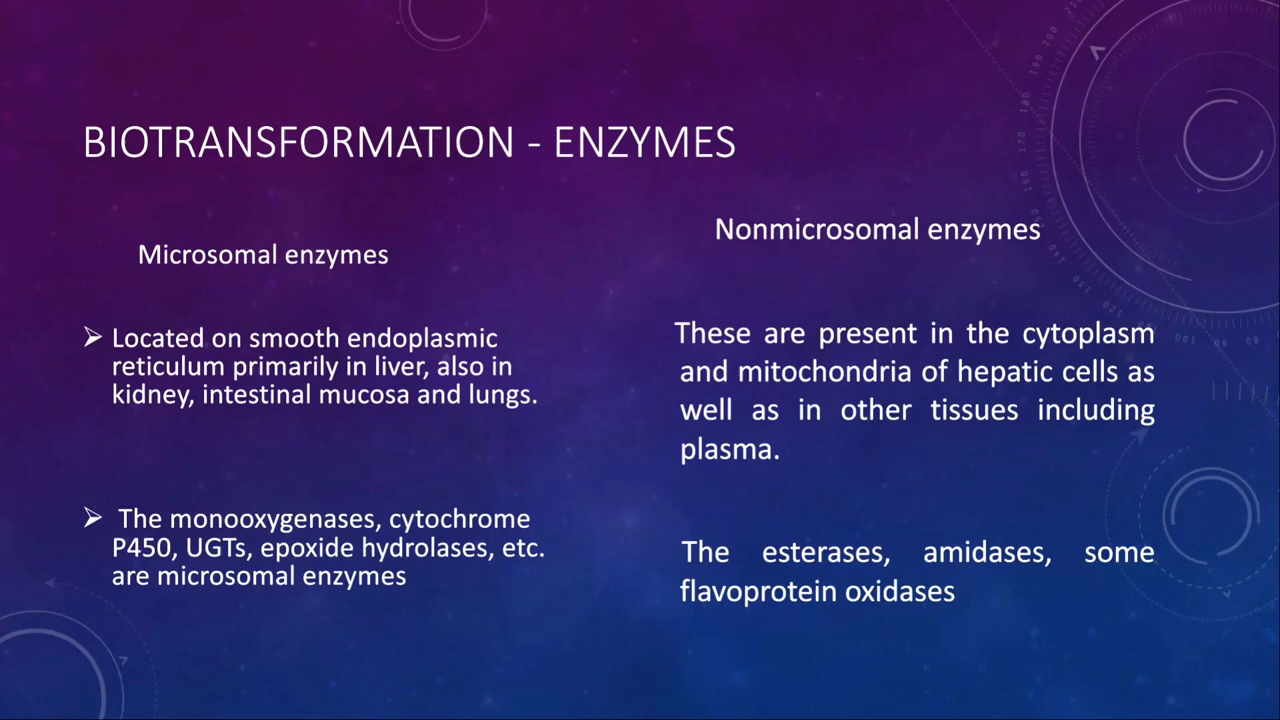 BIOTRANSFORMATION - ENZYMES
Microsomal enzymes
➢ Located on smooth endoplasmic
reticulum primarily in liver, also in
kidney, intestinal mucosa and lungs.
➢ The monooxygenases, cytochrome
P450, UGTs, epoxide hydrolases, etc.
are microsomal enzymes
Nonmicrosomal enzymes
These are present in the cytoplasm
and mitochondria of hepatic cells as
well as in other tissues including
plasma.
The esterases, amidases, some
flavoprotein oxidases